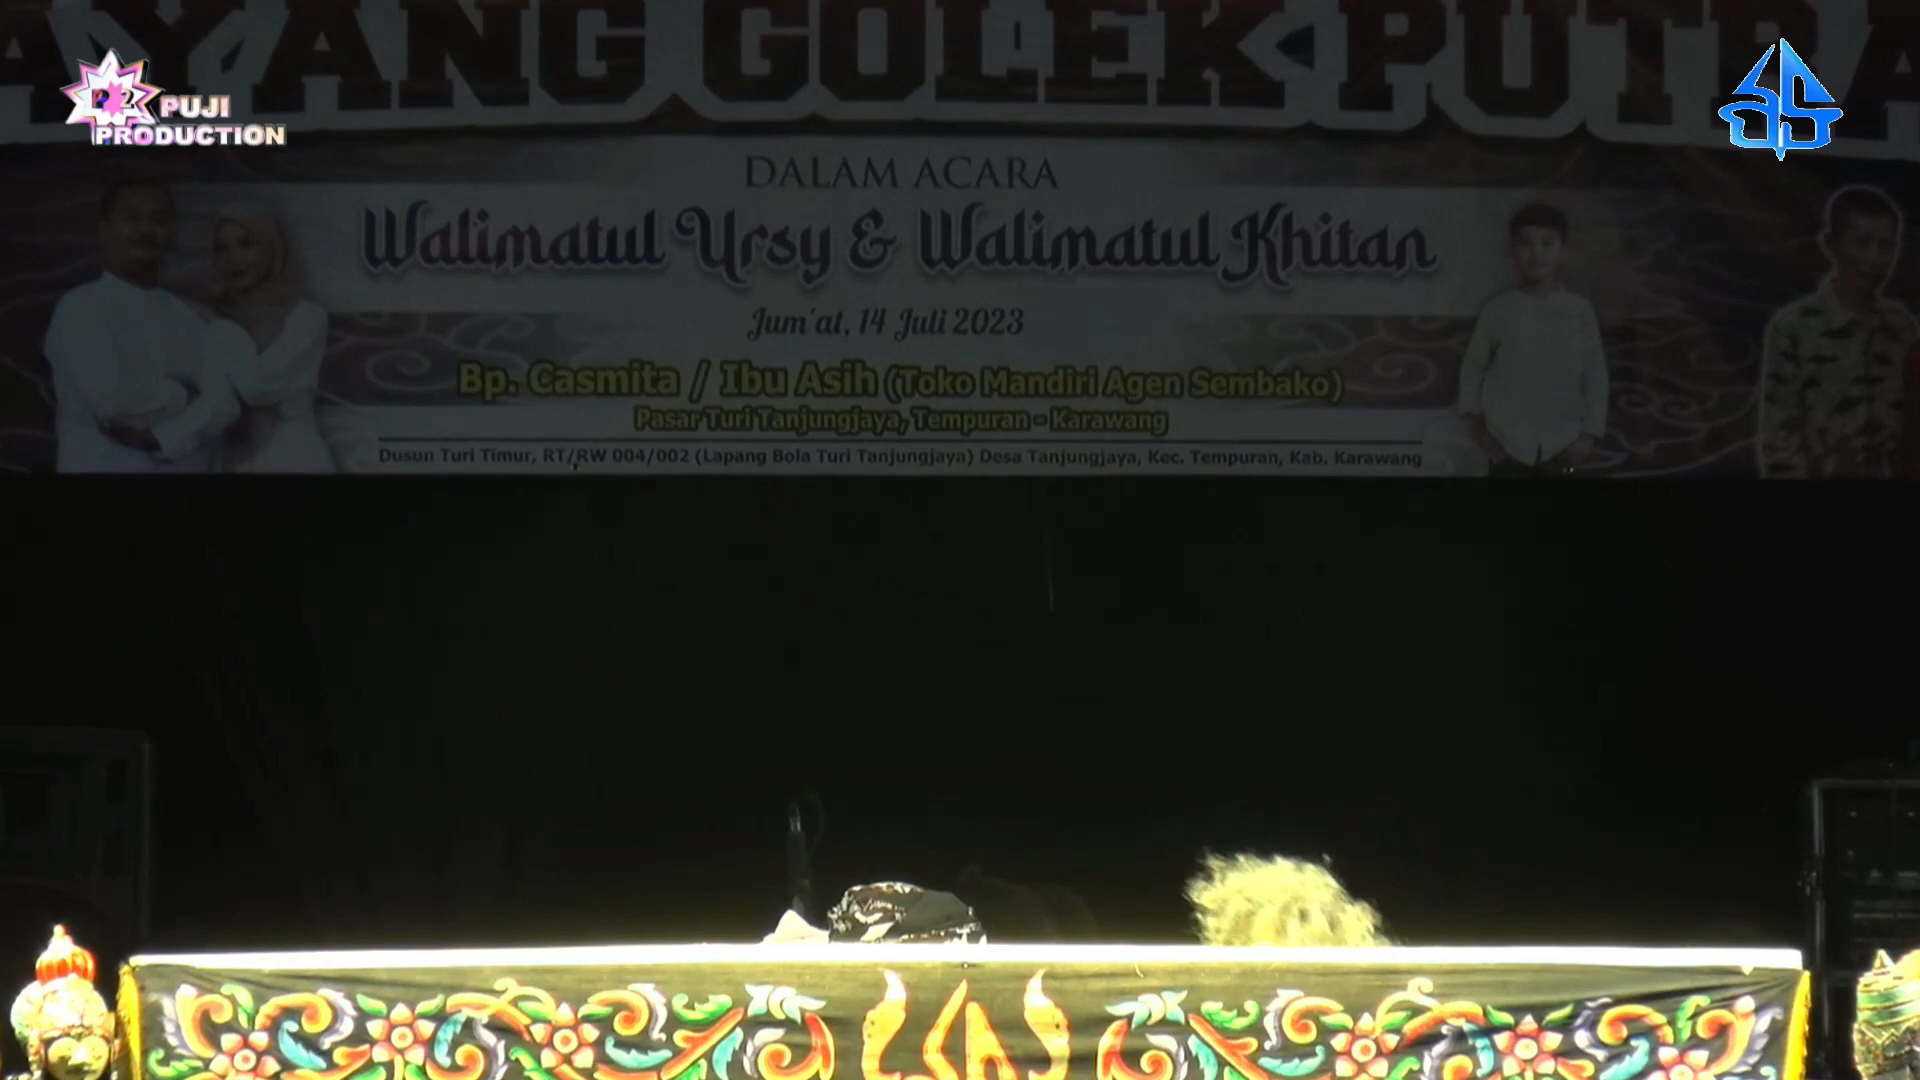 AYANG GOLEK PUTRA
PUJI
PRODUCTION
DALAM ACARA
Walimatul Ursy & Walimatul Khitan
Jum'at, 14 Juli 2023
Bp. Casmita / Ibu Asih (Toko Mandiri Agen Sembako)
Pasar Turi Tanjungjaya, Tempuran - Karawang
Dusun Turi Timur, RT/RW 004/002 (Lapang Bola Turi Tanjungjaya) Desa Tanjungjaya, Kec. Tempuran, Kab. Karawang